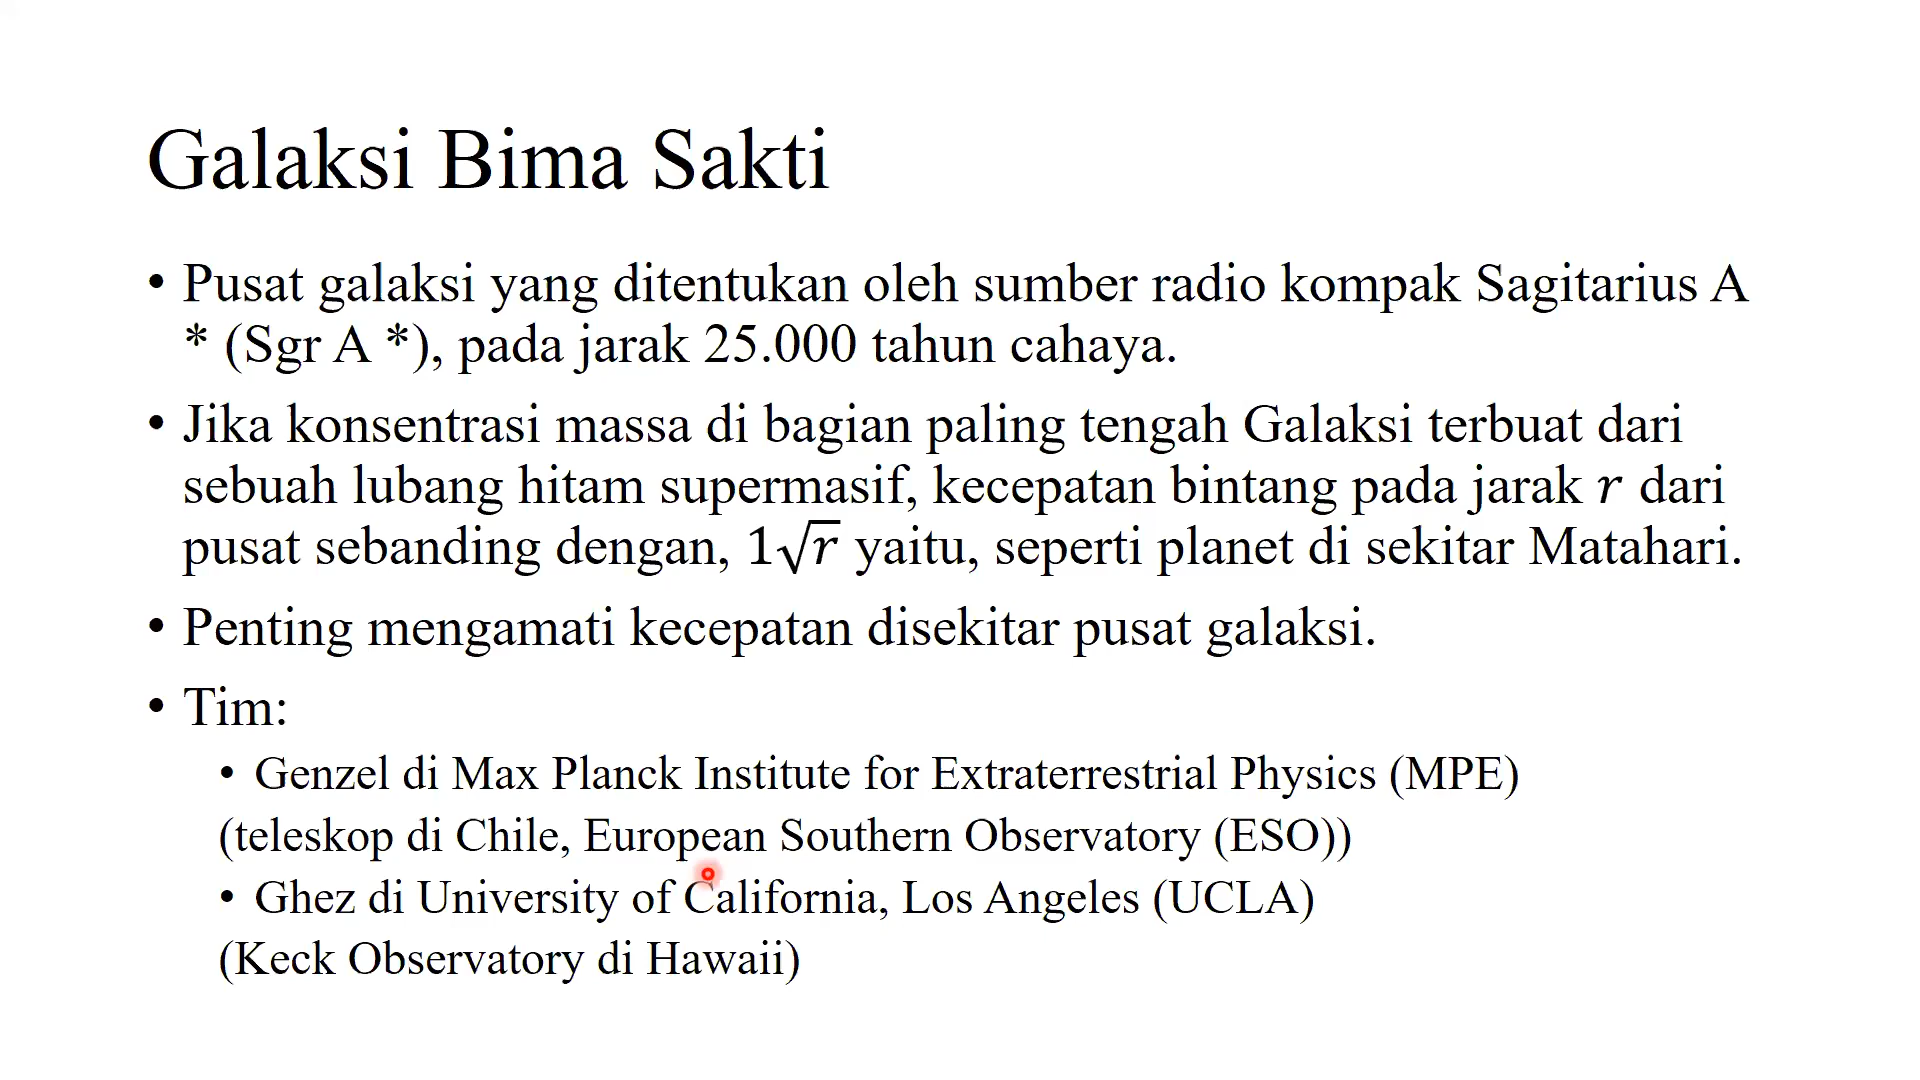 Galaksi Bima Sakti
• Pusat galaksi yang ditentukan oleh sumber radio kompak Sagitarius A
* (Sgr A *), pada jarak 25.000 tahun cahaya.
• Jika konsentrasi massa di bagian paling tengah Galaksi terbuat dari
sebuah lubang hitam supermasif, kecepatan bintang pada jarak r dari
pusat sebanding dengan, 1√r yaitu, seperti planet di sekitar Matahari.
• Penting mengamati kecepatan disekitar pusat galaksi.
• Tim:
• Genzel di Max Planck Institute for Extraterrestrial Physics (MPE)
(teleskop di Chile, European Southern Observatory (ESO))
• Ghez di University of California, Los Angeles (UCLA)
(Keck Observatory di Hawaii)